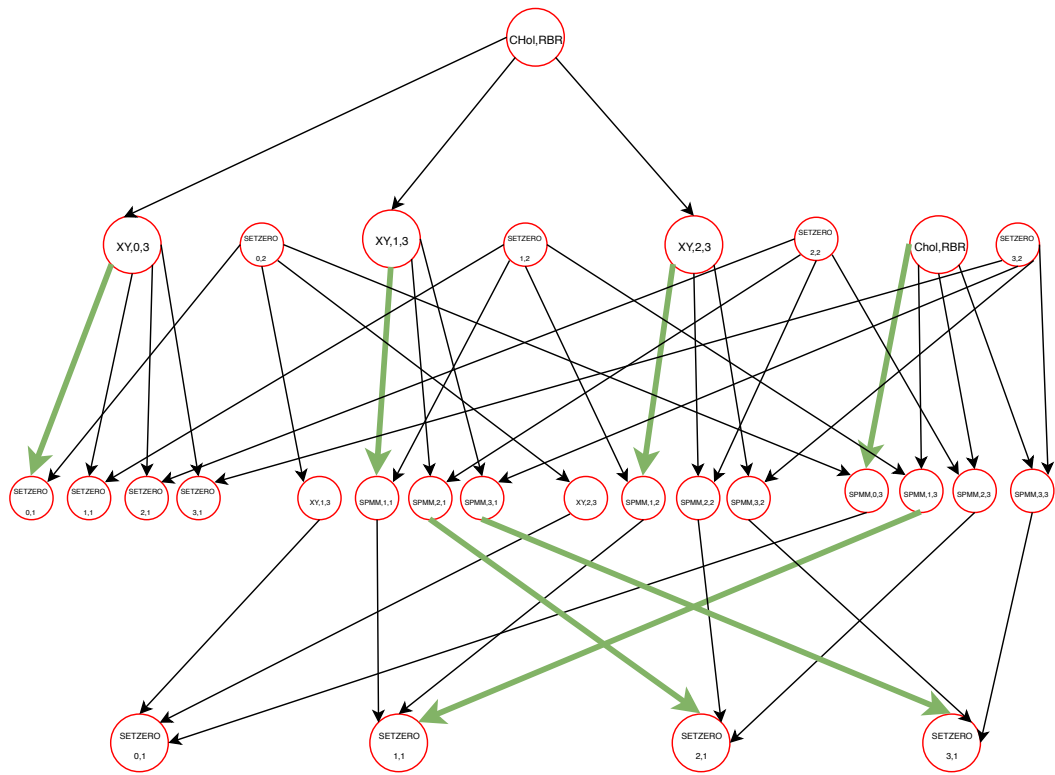 CHol,RBR
XY,0,3
SETZERO
0,2
XY,1,3
SETZERO
1,2
XY,2,3
SETZERO
2,2
Chol,RBR
SETZERO
3,2
SETZERO
0,1
SETZERO
1,1
SETZERO
2,1
SETZERO
3,1
XY,1,3
SPMM,1,1
SPMM,2,1
SPMM,3,1
XY,2,3
SPMM,1,2
SPMM,2,2
SPMM,3,2
SPMM,0,3
SPMM,1,3
SPMM,2,3
SPMM,3,3
SETZERO
0,1
SETZERO
1,1
SETZERO
2,1
SETZERO
3,1